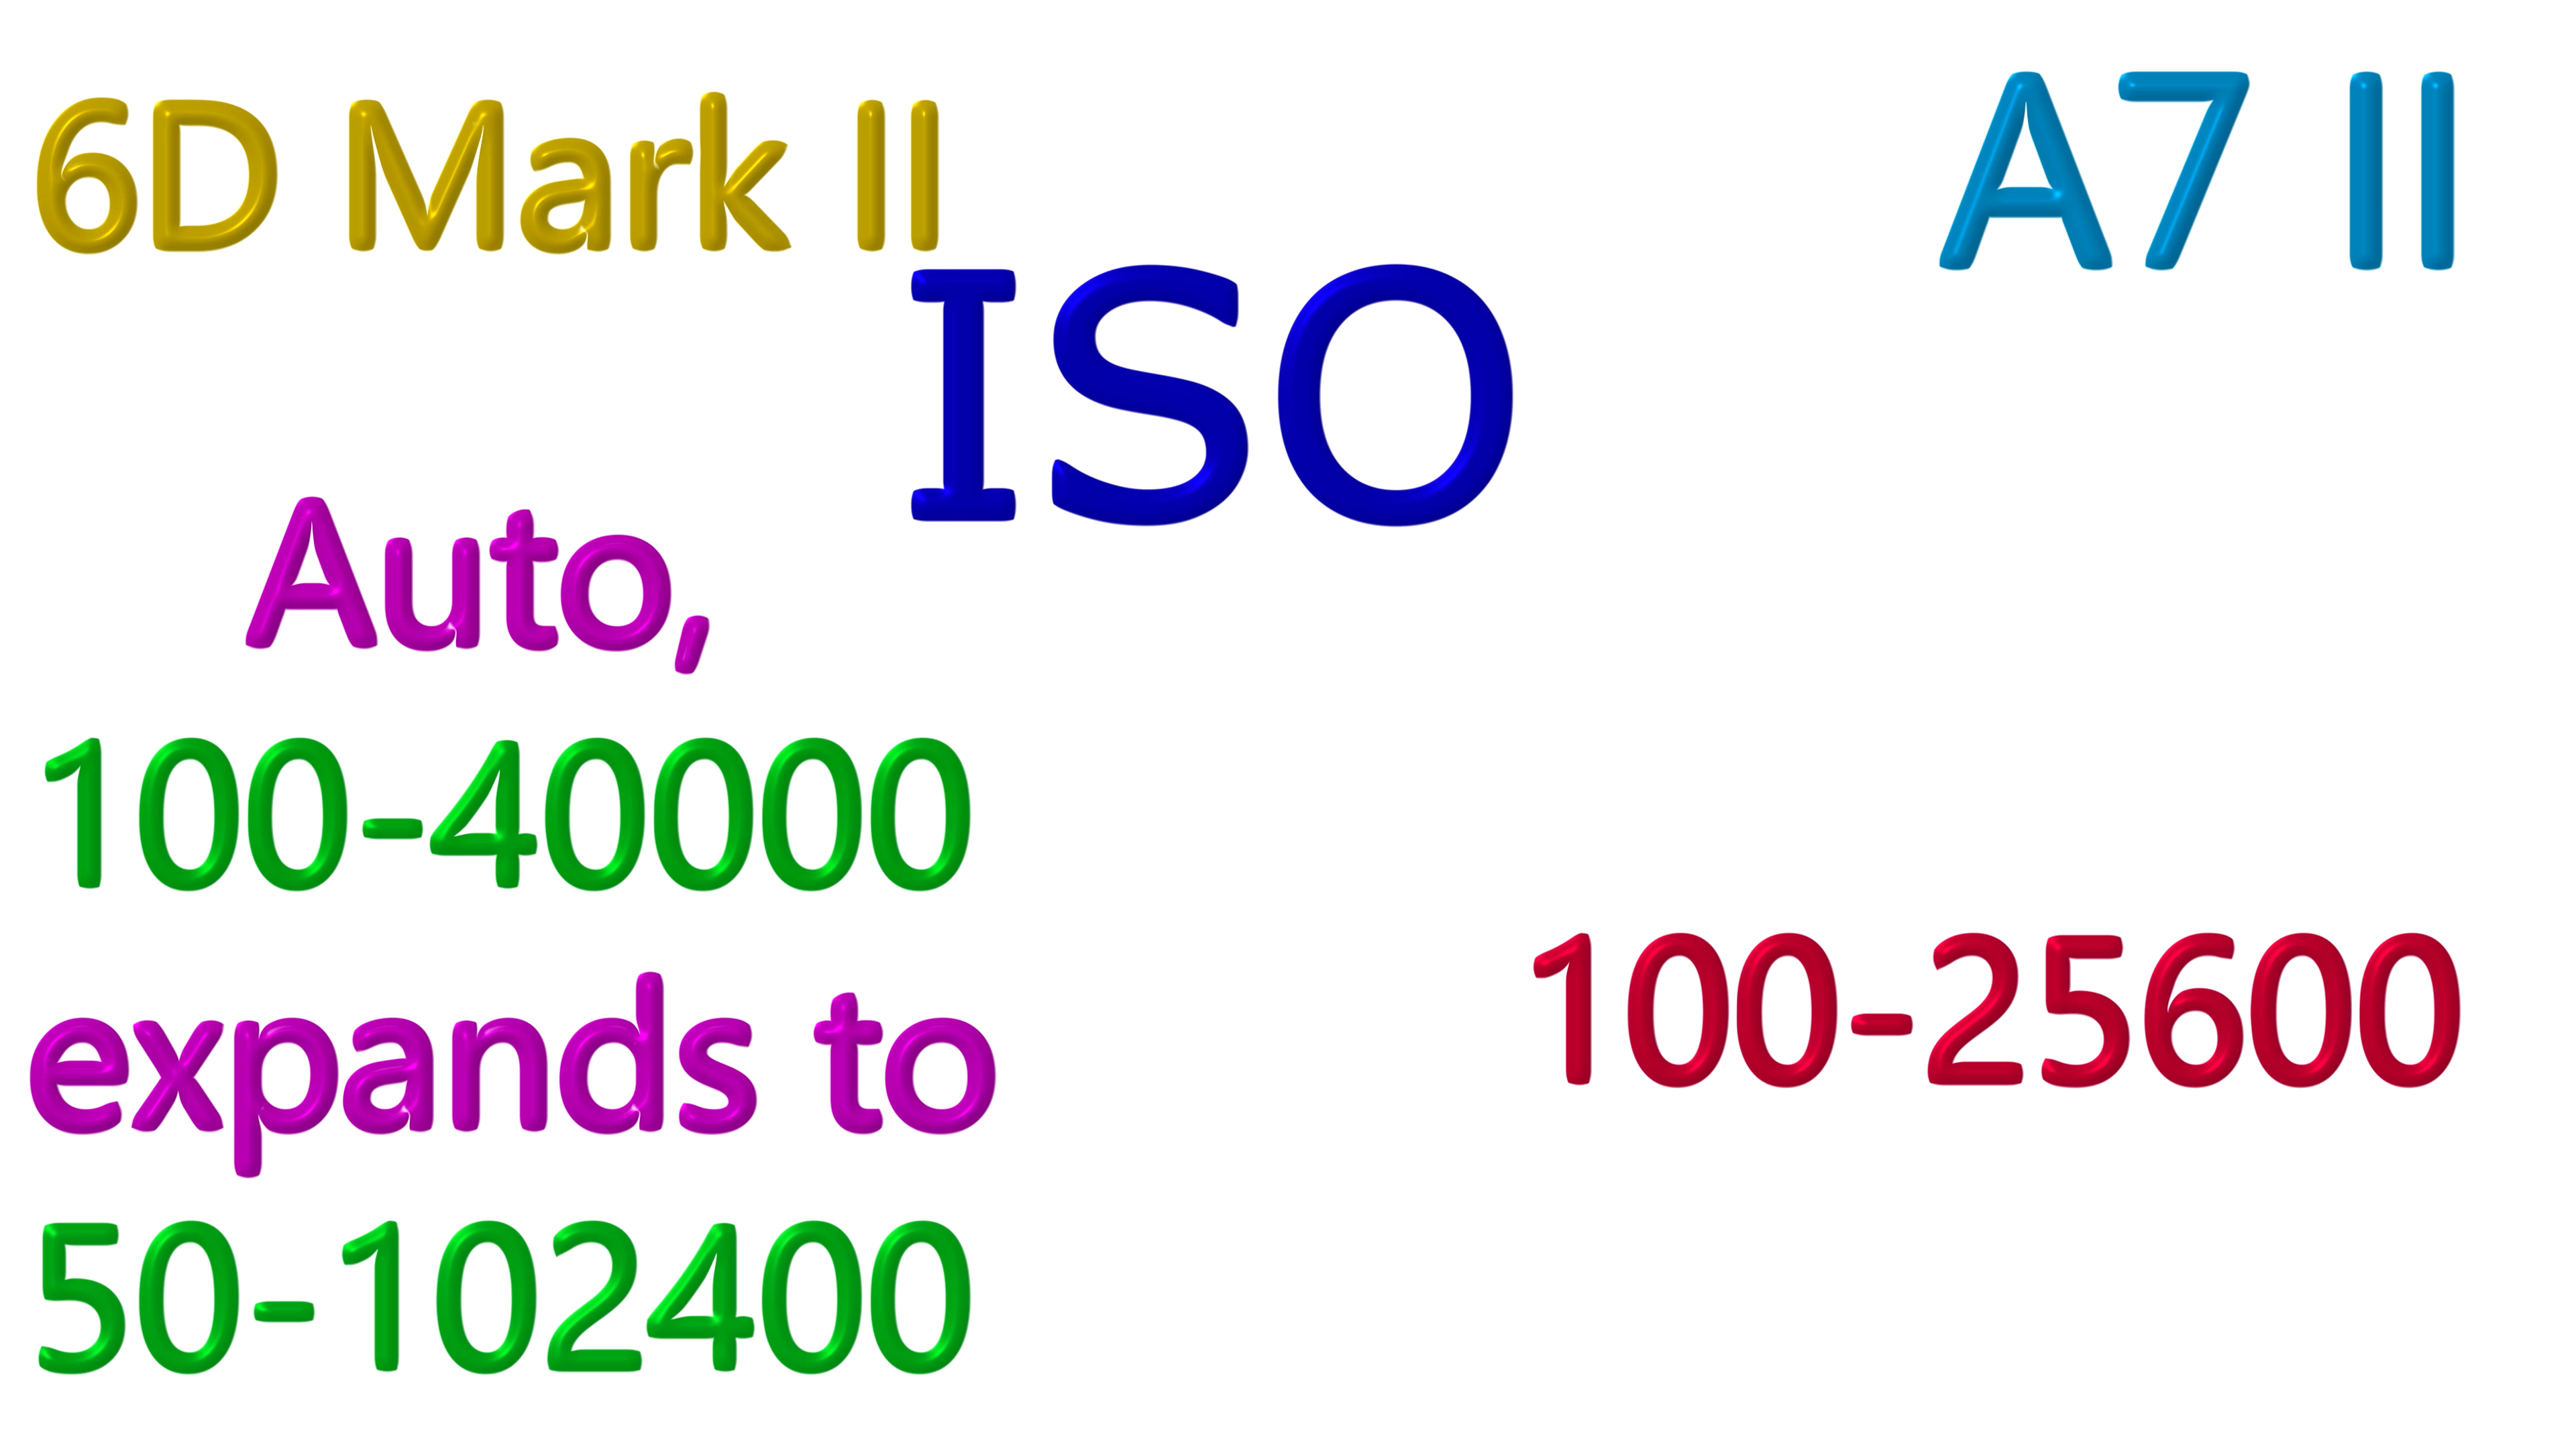 6D Mark II
A7 II
ISO
Auto,
100-40000
expands to
50-102400
100-25600